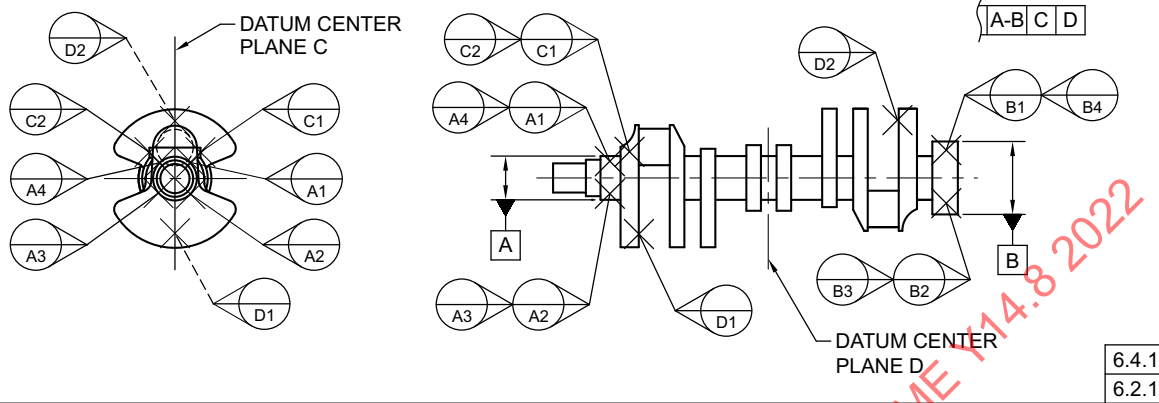 DATUM CENTER
PLANE C
D2
C2
C1
A4
A1
A3
A2
D1
C2
C1
A4
A1
A
A3
A2
D1
D2
A-B C D
B1
B4
B
B3
B2
DATUM CENTER
PLANE D
ME Y14.8 2022
6.4.1
6.2.1